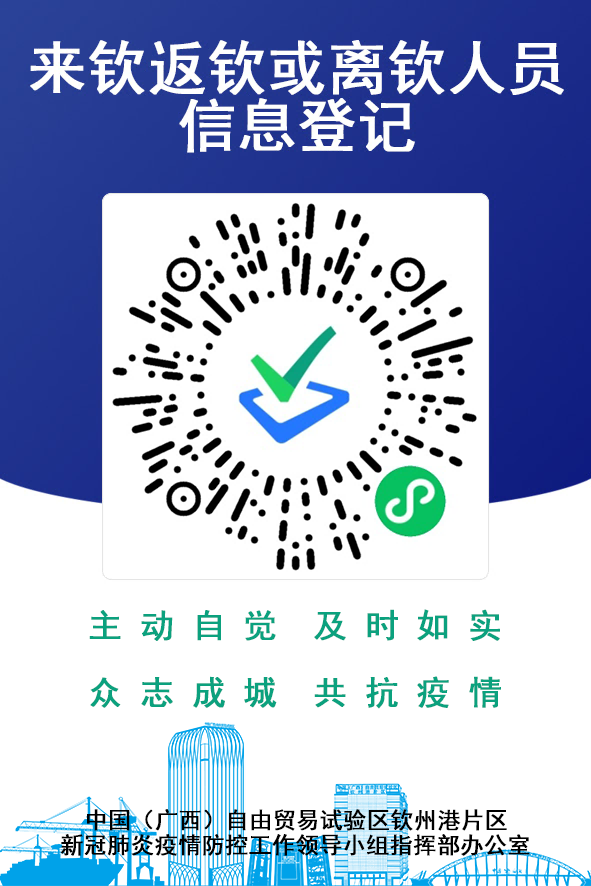 来钦返钦或离钦人员
信息登记
主动自觉 及时如实
众志成城 共抗疫情
中国（广西）自由贸易试验区钦州港片区
新冠肺炎疫情防控工作领导小组指挥部办公室